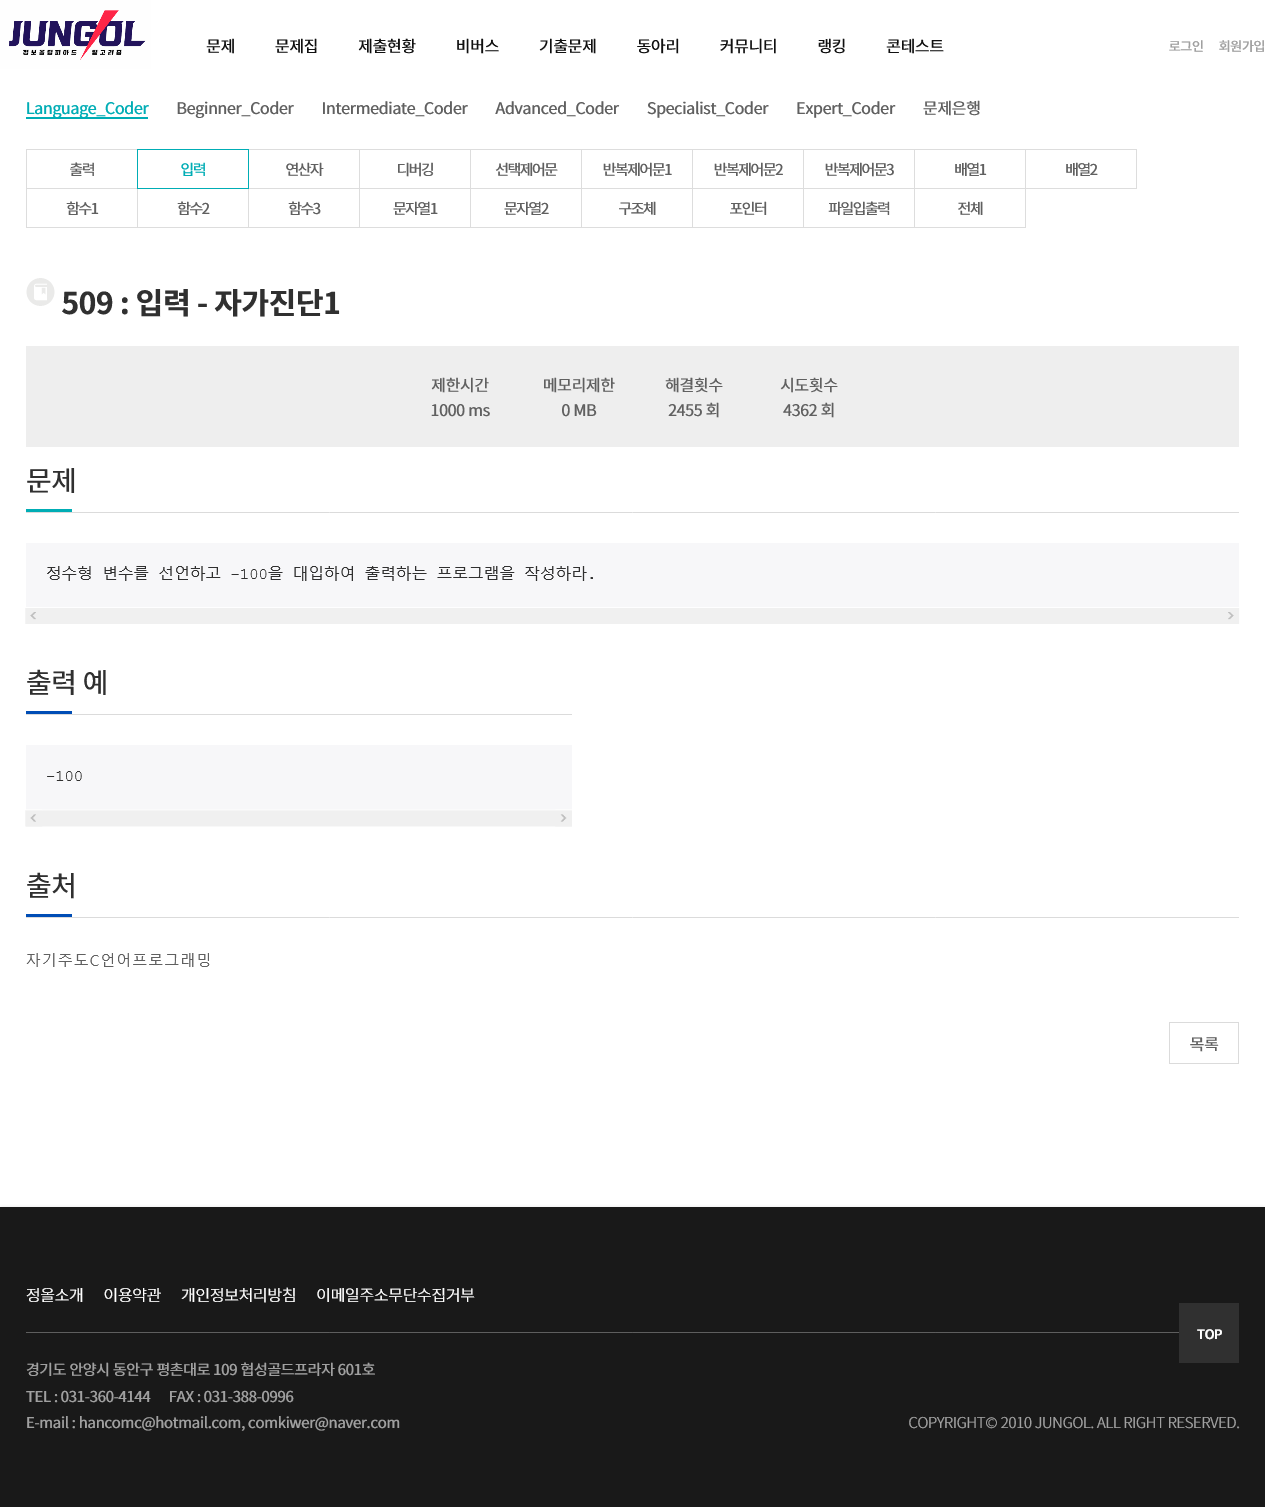 JUNGOL
정보올림피아드 알고리즘
문제 문제집 제출현황 비버스 기출문제 동아리 커뮤니티 랭킹 콘테스트 로그인 회원가입
Language_Coder Beginner_Coder Intermediate_Coder Advanced_Coder Specialist_Coder Expert_Coder 문제은행
출력 입력 연산자 디버깅 선택제어문 반복제어문1 반복제어문2 반복제어문3 배열1 배열2
함수1 함수2 함수3 문자열1 문자열2 구조체 포인터 파일입출력 전체
509 : 입력 - 자가진단1
제한시간 메모리제한 해결횟수 시도횟수
1000 ms 0 MB 2455 회 4362 회
문제
정수형 변수를 선언하고 -100을 대입하여 출력하는 프로그램을 작성하라.
출력 예
-100
출처
자기주도C언어프로그래밍
목록
정올소개 이용약관 개인정보처리방침 이메일주소무단수집거부
TOP
경기도 안양시 동안구 평촌대로 109 협성골드프라자 601호
TEL : 031-360-4144 FAX : 031-388-0996
E-mail : hancomc@hotmail.com, comkiwer@naver.com COPYRIGHT© 2010 JUNGOL. ALL RIGHT RESERVED.